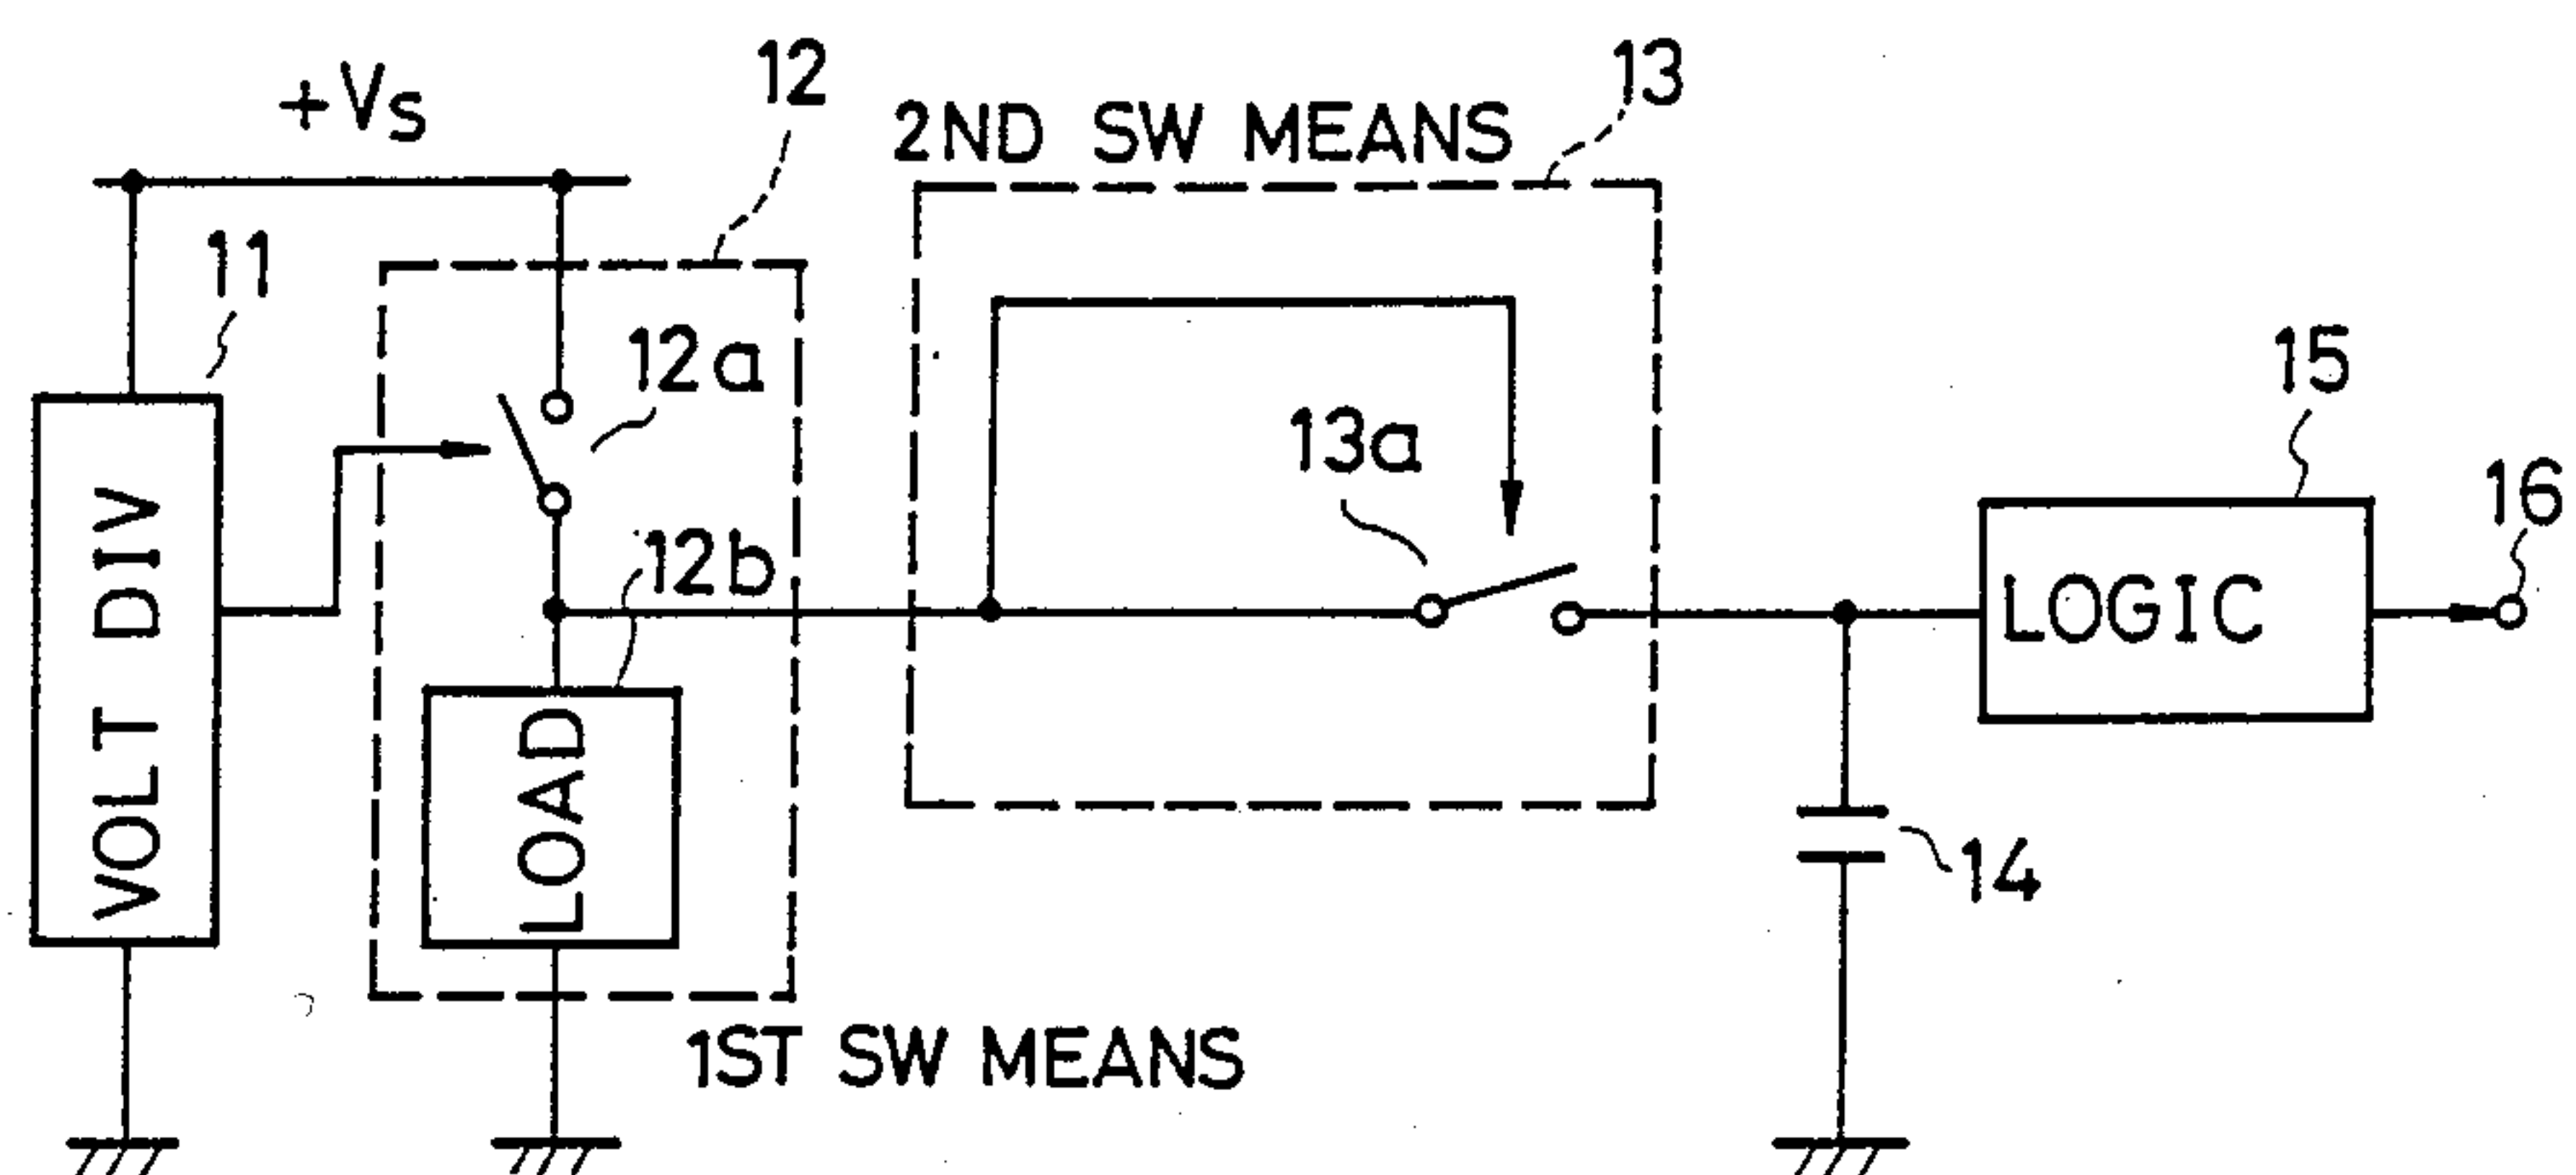 +Vs
12
13
2ND SW MEANS
11
12a
15
13a
16
12b
VOLT DIV
LOGIC
LOAD
14
1ST SW MEANS